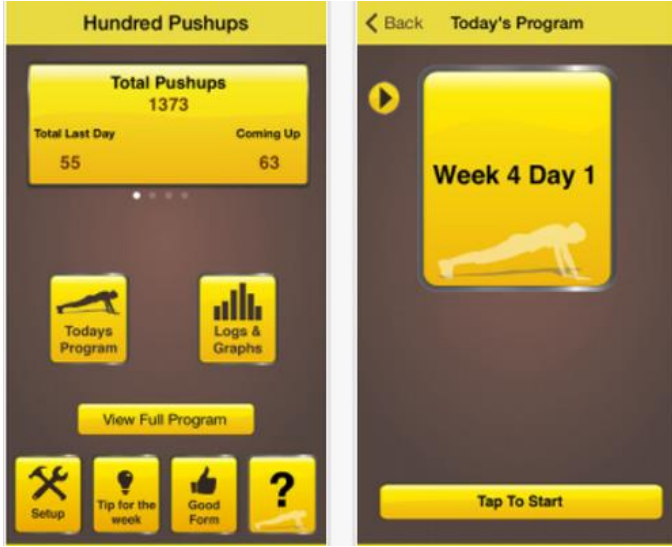 Hundred Pushups
Total Pushups
1373
Total Last Day
Coming Up
55
63
Todays
Program
Logs &
Graphs
View Full Program
Setup
Tip for the
week
Good
Form
?
Back
Today's Program
Week 4 Day 1
Tap To Start